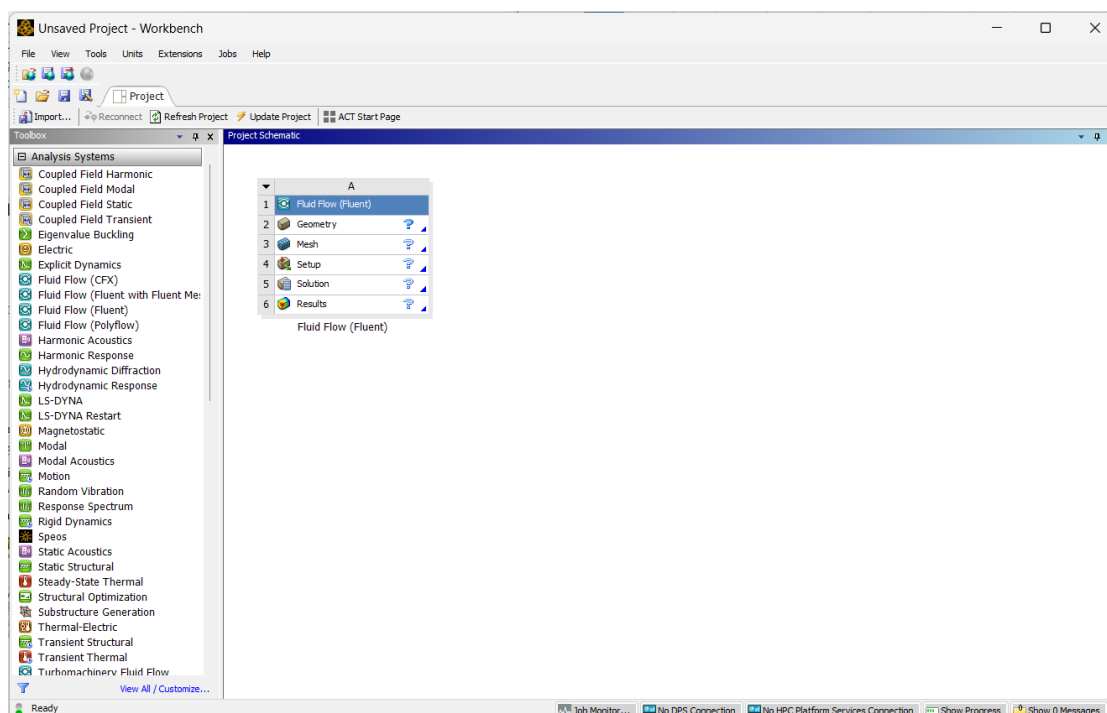 Unsaved Project - Workbench
File View Tools Units Extensions Jobs Help
Project
Import... Reconnect Refresh Project Update Project ACT Start Page
Toolbox
Analysis Systems
Coupled Field Harmonic
Coupled Field Modal
Coupled Field Static
Coupled Field Transient
Eigenvalue Buckling
Electric
Explicit Dynamics
Fluid Flow (CFX)
Fluid Flow (Fluent with Fluent Me
Fluid Flow (Fluent)
Fluid Flow (Polyflow)
Harmonic Acoustics
Harmonic Response
Hydrodynamic Diffraction
Hydrodynamic Response
LS-DYNA
LS-DYNA Restart
Magnetostatic
Modal
Modal Acoustics
Motion
Random Vibration
Response Spectrum
Rigid Dynamics
Speos
Static Acoustics
Static Structural
Steady-State Thermal
Structural Optimization
Substructure Generation
Thermal-Electric
Transient Structural
Transient Thermal
Turbomachinery Fluid Flow
View All / Customize...
Project Schematic
A
1 Fluid Flow (Fluent)
2 Geometry ?
3 Mesh ?
4 Setup ?
5 Solution ?
6 Results ?
Fluid Flow (Fluent)
Ready
Job Monitor... No DPS Connection No HPC Platform Services Connection Show Progress Show 0 Messages